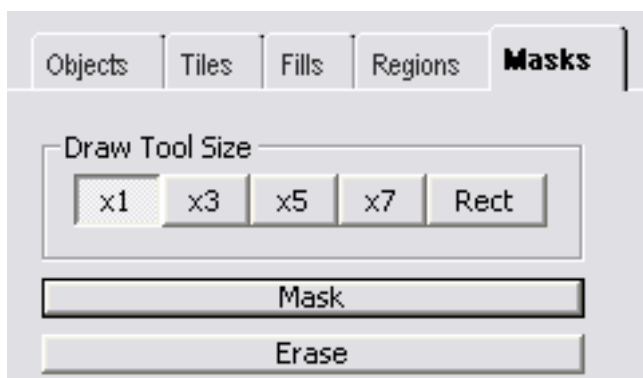 Objects Tiles Fills Regions Masks
Draw Tool Size
x1 x3 x5 x7 Rect
Mask
Erase